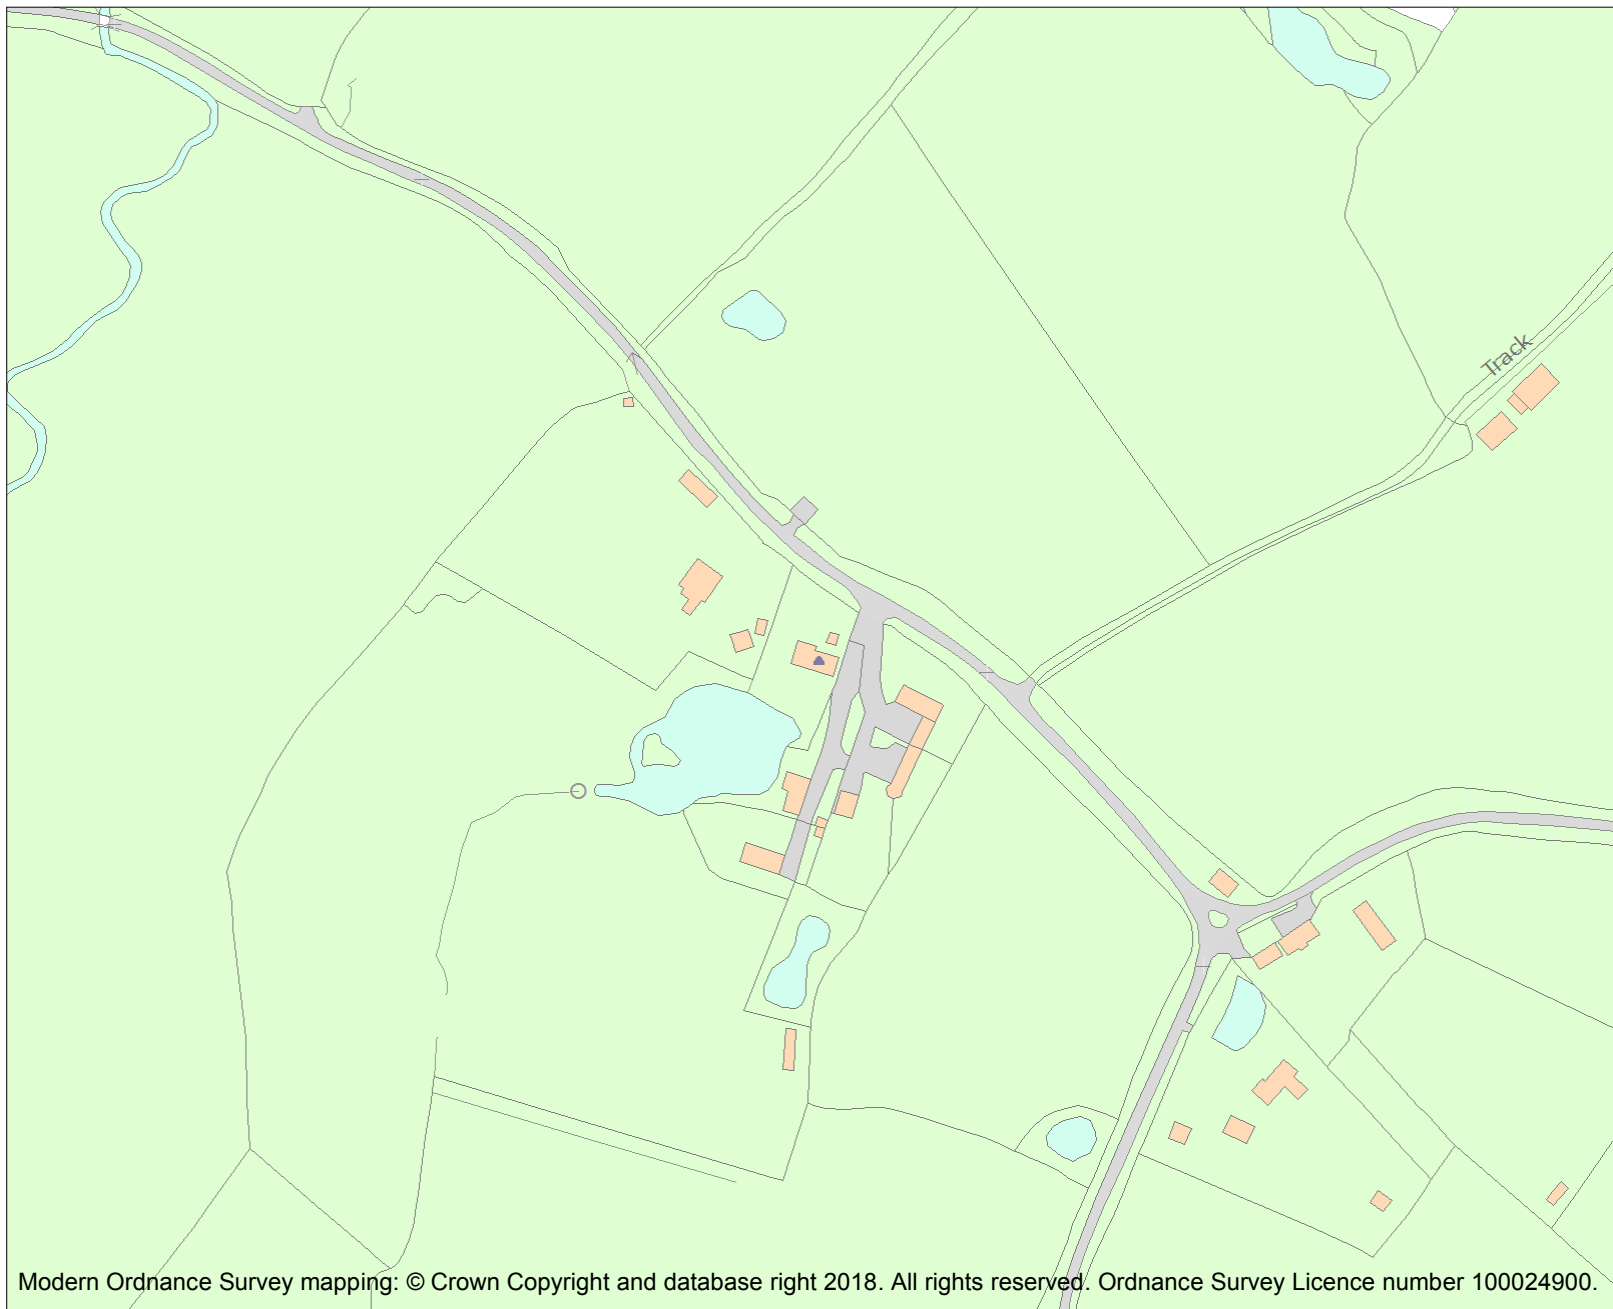 Track
Modern Ordnance Survey mapping: © Crown Copyright and database right 2018. All rights reserved. Ordnance Survey Licence number 100024900.